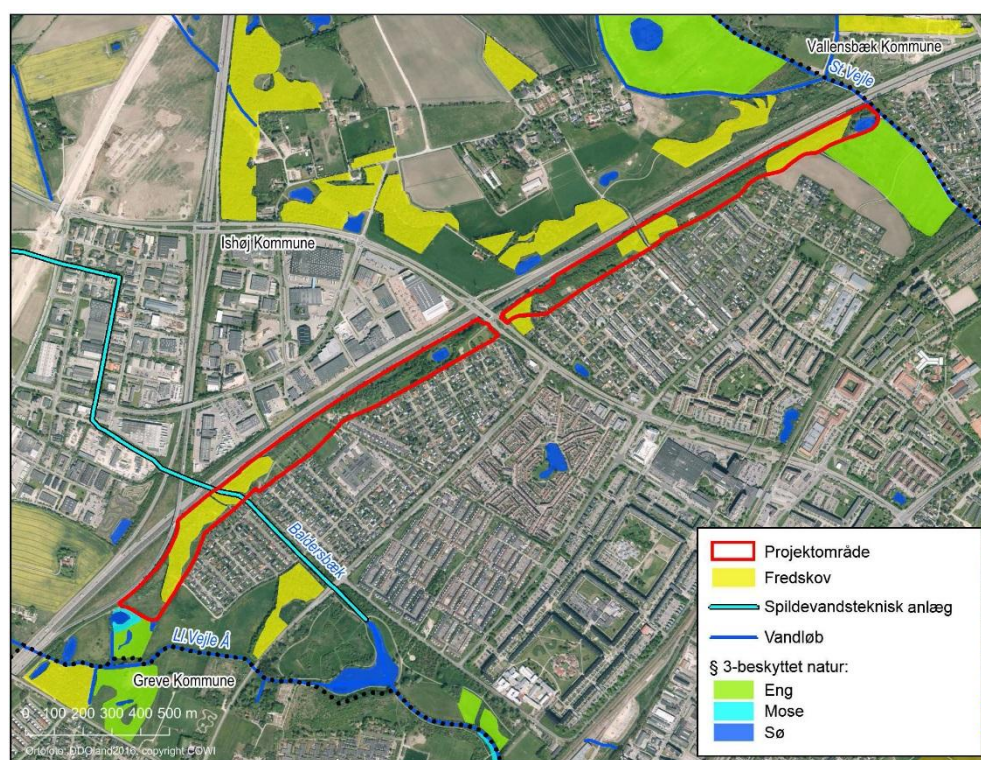 Vallensbæk Kommune
St.Vejle
Ishøj Kommune
Baldersbæk
Ll.Vejle Å
Greve Kommune
0 100 200 300 400 500 m
Ortofoto: DDOland2016, copyright COWI
Projektområde
Fredskov
Spildevandsteknisk anlæg
Vandløb
§ 3-beskyttet natur:
Eng
Mose
Sø